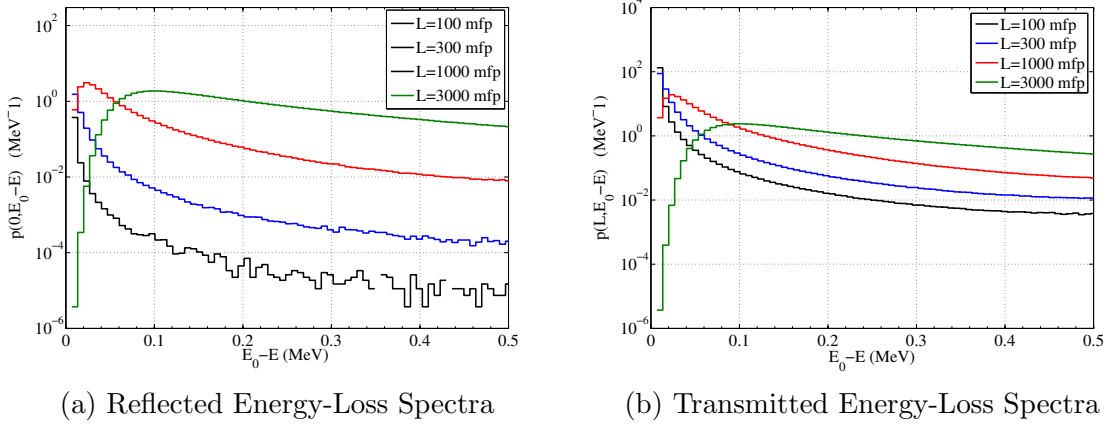 10^2
10^0
10^-2
10^-4
10^-6
p(0,E_0-E) (MeV^-1)
L=100 mfp
L=300 mfp
L=1000 mfp
L=3000 mfp
0 0.1 0.2 0.3 0.4 0.5
E_0-E (MeV)
(a) Reflected Energy-Loss Spectra
10^4
10^2
10^0
10^-2
10^-4
10^-6
p(L,E_0-E) (MeV^-1)
L=100 mfp
L=300 mfp
L=1000 mfp
L=3000 mfp
0 0.1 0.2 0.3 0.4 0.5
E_0-E (MeV)
(b) Transmitted Energy-Loss Spectra